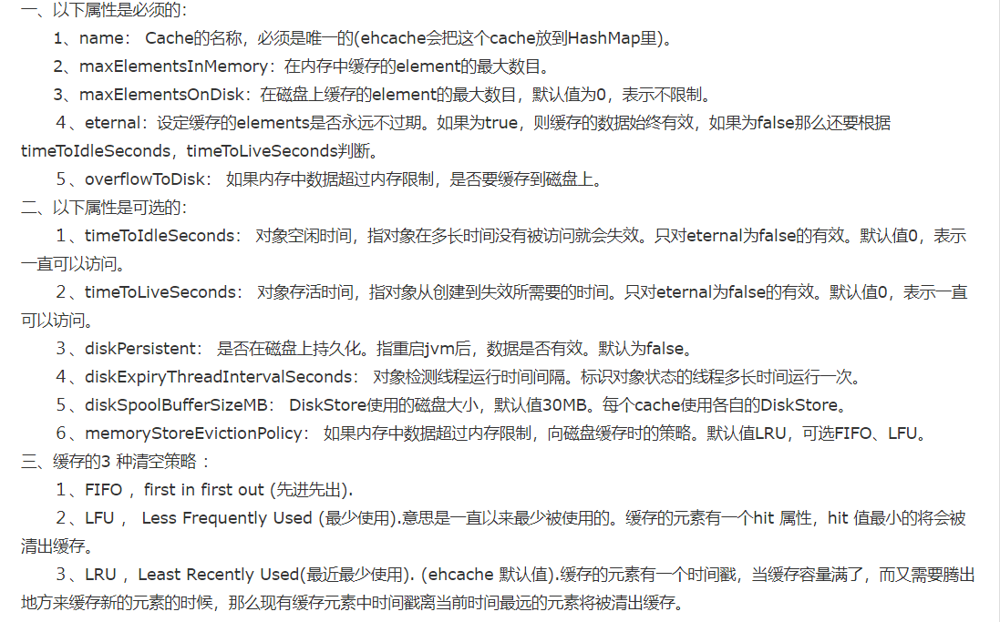 一、以下属性是必须的：
1、name： Cache的名称，必须是唯一的(ehcache会把这个cache放到HashMap里)。
2、maxElementsInMemory：在内存中缓存的element的最大数目。
3、maxElementsOnDisk：在磁盘上缓存的element的最大数目，默认值为0，表示不限制。
４、eternal：设定缓存的elements是否永远不过期。如果为true，则缓存的数据始终有效，如果为false那么还要根据
timeToIdleSeconds，timeToLiveSeconds判断。
５、overflowToDisk： 如果内存中数据超过内存限制，是否要缓存到磁盘上。
二、以下属性是可选的：
１、timeToIdleSeconds： 对象空闲时间，指对象在多长时间没有被访问就会失效。只对eternal为false的有效。默认值0，表示
一直可以访问。
２、timeToLiveSeconds： 对象存活时间，指对象从创建到失效所需要的时间。只对eternal为false的有效。默认值0，表示一直
可以访问。
３、diskPersistent： 是否在磁盘上持久化。指重启jvm后，数据是否有效。默认为false。
４、diskExpiryThreadIntervalSeconds： 对象检测线程运行时间间隔。标识对象状态的线程多长时间运行一次。
５、diskSpoolBufferSizeMB： DiskStore使用的磁盘大小，默认值30MB。每个cache使用各自的DiskStore。
６、memoryStoreEvictionPolicy： 如果内存中数据超过内存限制，向磁盘缓存时的策略。默认值LRU，可选FIFO、LFU。
三、缓存的3 种清空策略 ：
１、FIFO ，first in first out (先进先出).
２、LFU ， Less Frequently Used (最少使用).意思是一直以来最少被使用的。缓存的元素有一个hit 属性，hit 值最小的将会被
清出缓存。
３、LRU ，Least Recently Used(最近最少使用). (ehcache 默认值).缓存的元素有一个时间戳，当缓存容量满了，而又需要腾出
地方来缓存新的元素的时候，那么现有缓存元素中时间戳离当前时间最远的元素将被清出缓存。